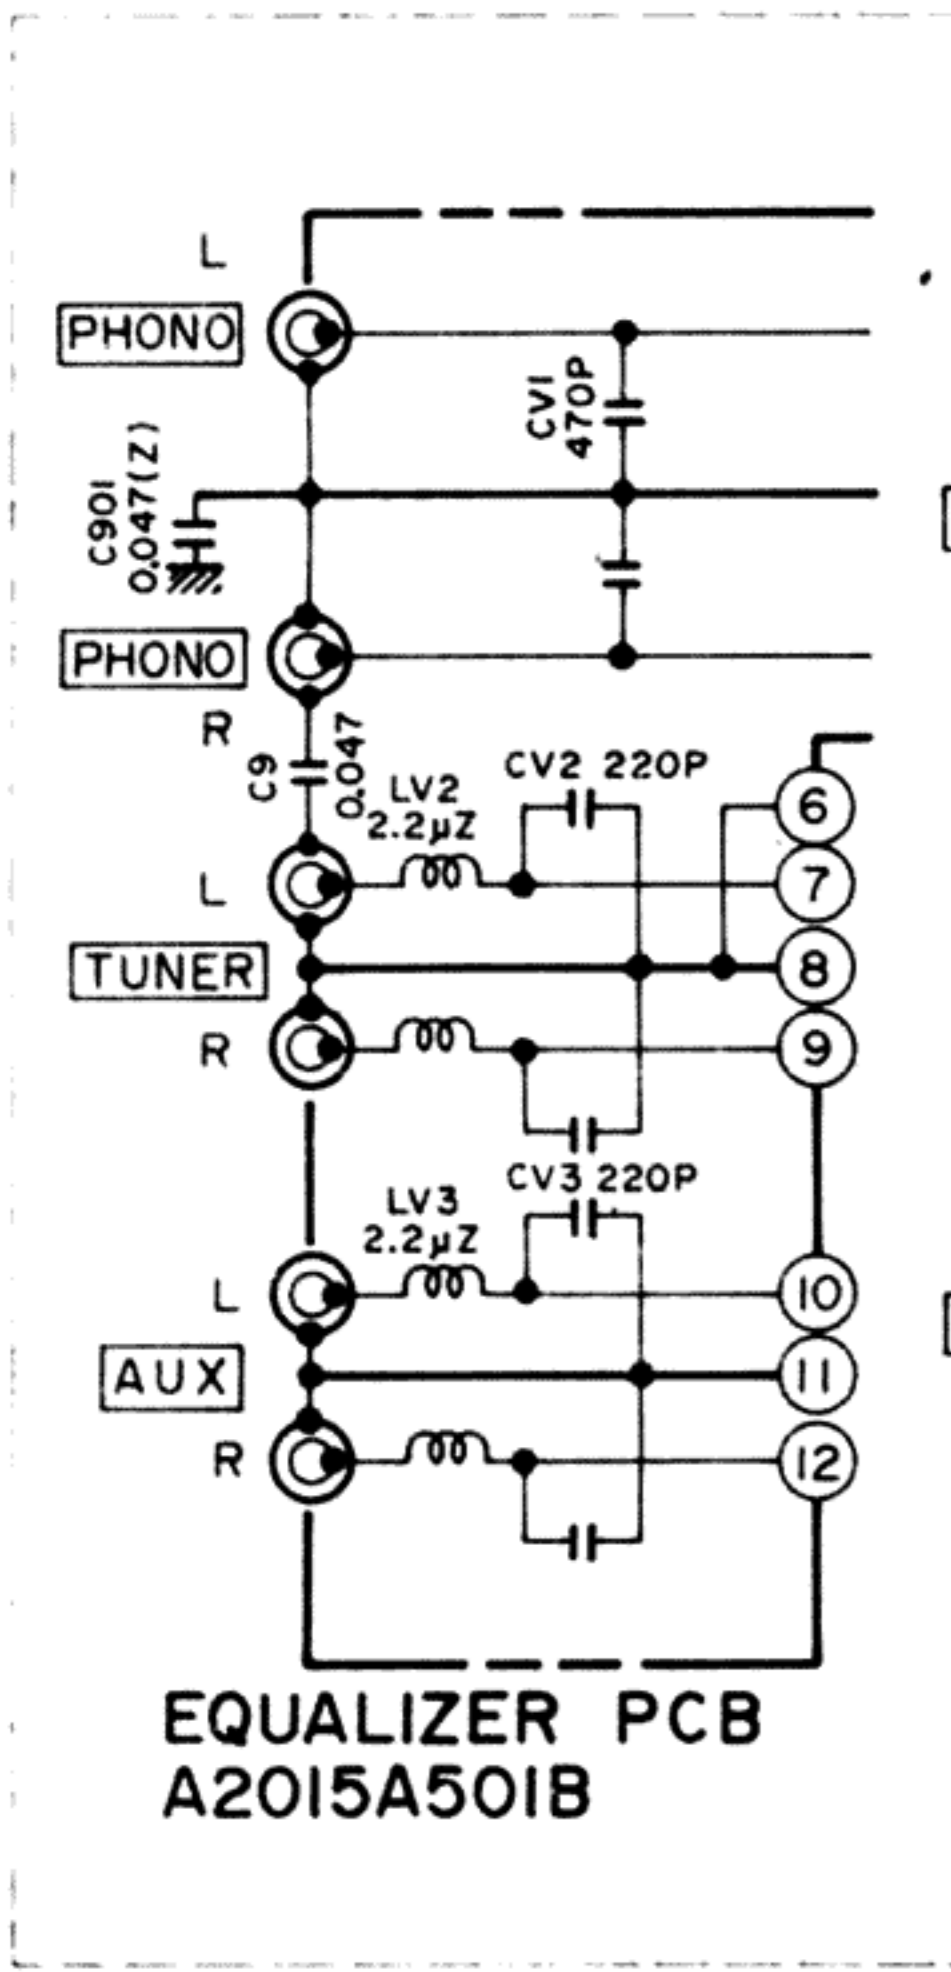 L
PHONO
CV1
470P
C901
0.047(Z)
PHONO
R
C9
0.047
LV2
2.2μZ
CV2 220P
6
L
7
TUNER
8
R
9
CV3 220P
LV3
2.2μZ
L
10
AUX
11
R
12
EQUALIZER PCB
A2015A501B